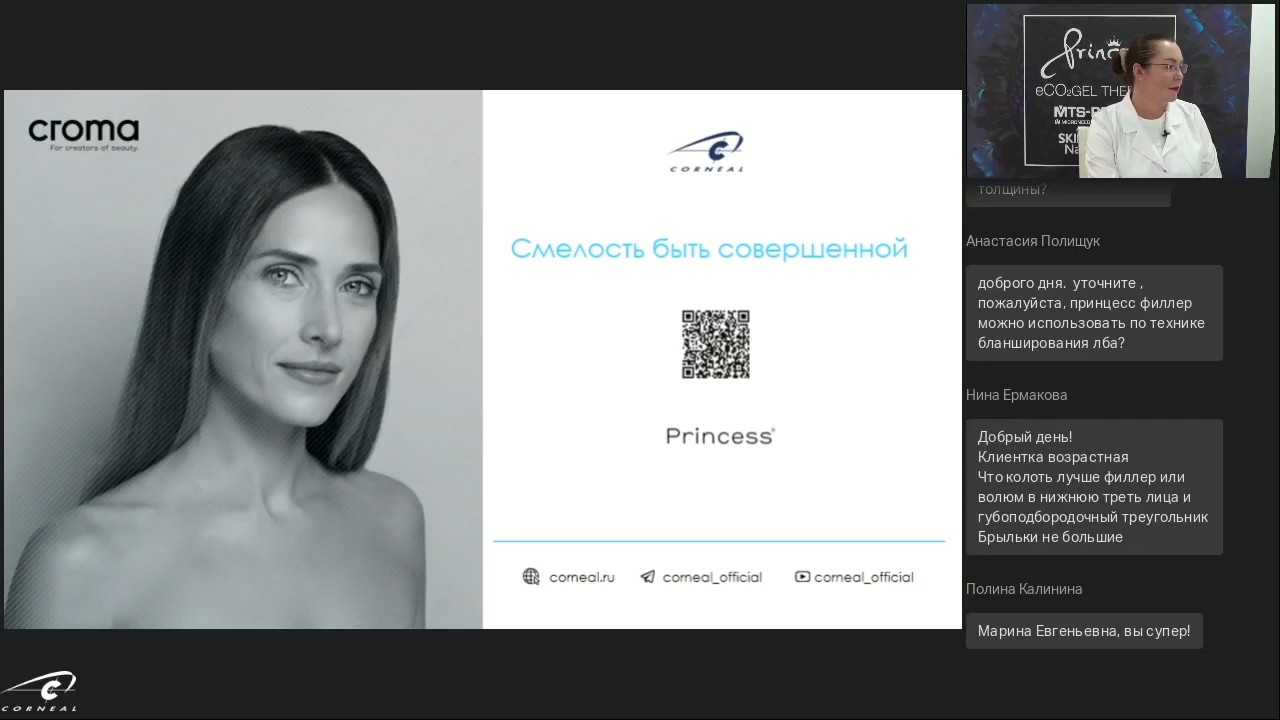 croma
For creators of beauty.
CORNEAL
Смелость быть совершенной
Princess®
corneal.ru
corneal_official
corneal_official
CORNEAL
eCO₂GEL
толщины?
Анастасия Полищук
доброго дня.  уточните ,
пожалуйста, принцесс филлер
можно использовать по технике
бланширования лба?
Нина Ермакова
Добрый день!
Клиентка возрастная
Что колоть лучше филлер или
волюм в нижнюю треть лица и
губоподбородочный треугольник
Брыльки не большие
Полина Калинина
Марина Евгеньевна, вы супер!